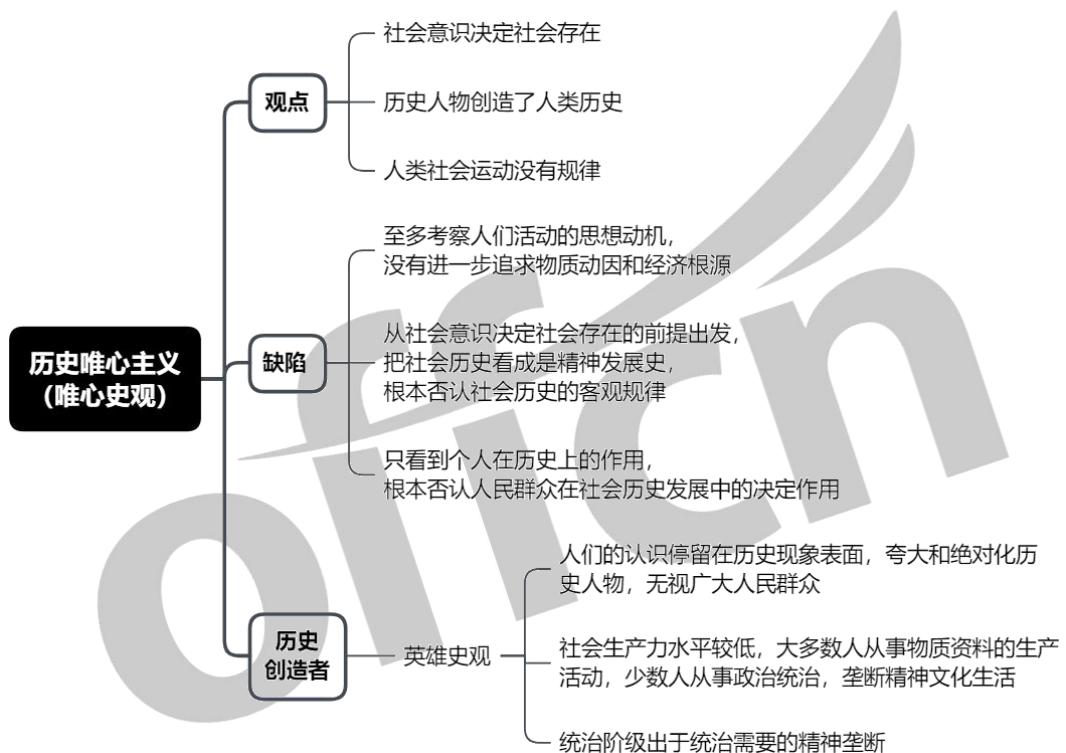 社会意识决定社会存在
观点
历史人物创造了人类历史
人类社会运动没有规律
至多考察人们活动的思想动机，
没有进一步追求物质动因和经济根源
历史唯心主义
(唯心史观)
缺陷
从社会意识决定社会存在的前提出发，
把社会历史看成是精神发展史，
根本否认社会历史的客观规律
只看到个人在历史上的作用，
根本否认人民群众在社会历史发展中的决定作用
历史
创造者
英雄史观
人们的认识停留在历史现象表面，夸大和绝对化历
史人物，无视广大人民群众
社会生产力水平较低，大多数人从事物质资料的生产
活动，少数人从事政治统治，垄断精神文化生活
统治阶级出于统治需要的精神垄断
offcn